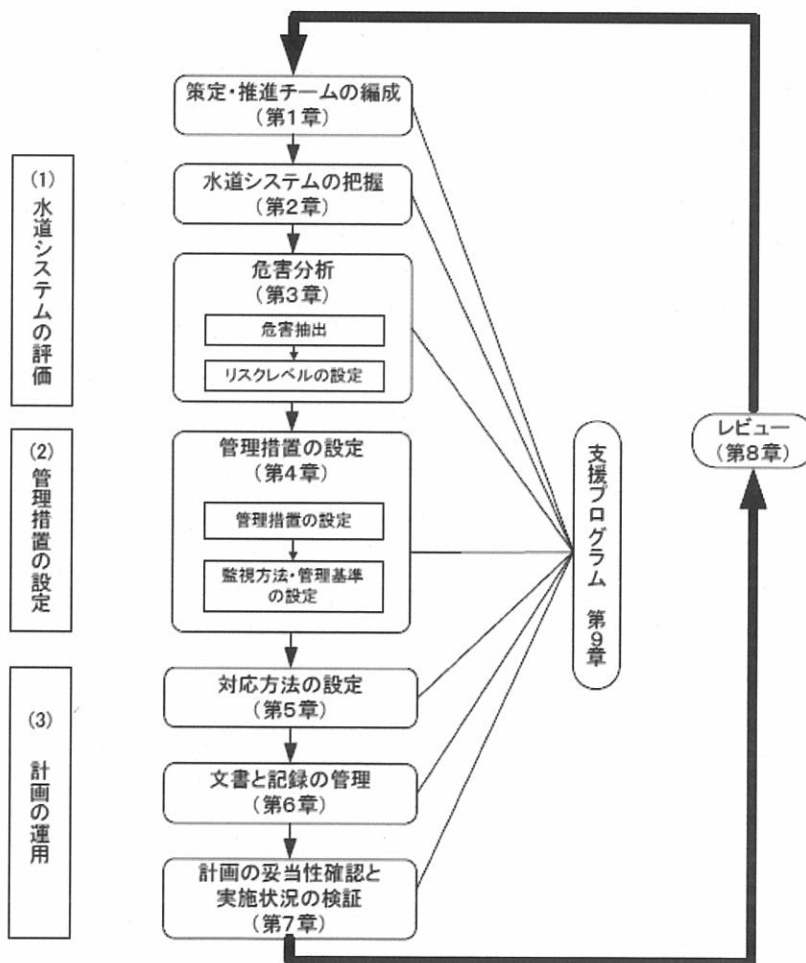 策定・推進チームの編成
(第1章)
(1)
水道システムの評価
水道システムの把握
(第2章)
危害分析
(第3章)
危害抽出
リスクレベルの設定
(2)
管理措置の設定
管理措置の設定
(第4章)
管理措置の設定
監視方法・管理基準
の設定
(3)
計画の運用
対応方法の設定
(第5章)
文書と記録の管理
(第6章)
計画の妥当性確認と
実施状況の検証
(第7章)
支援プログラム 第9章
レビュー
(第8章)